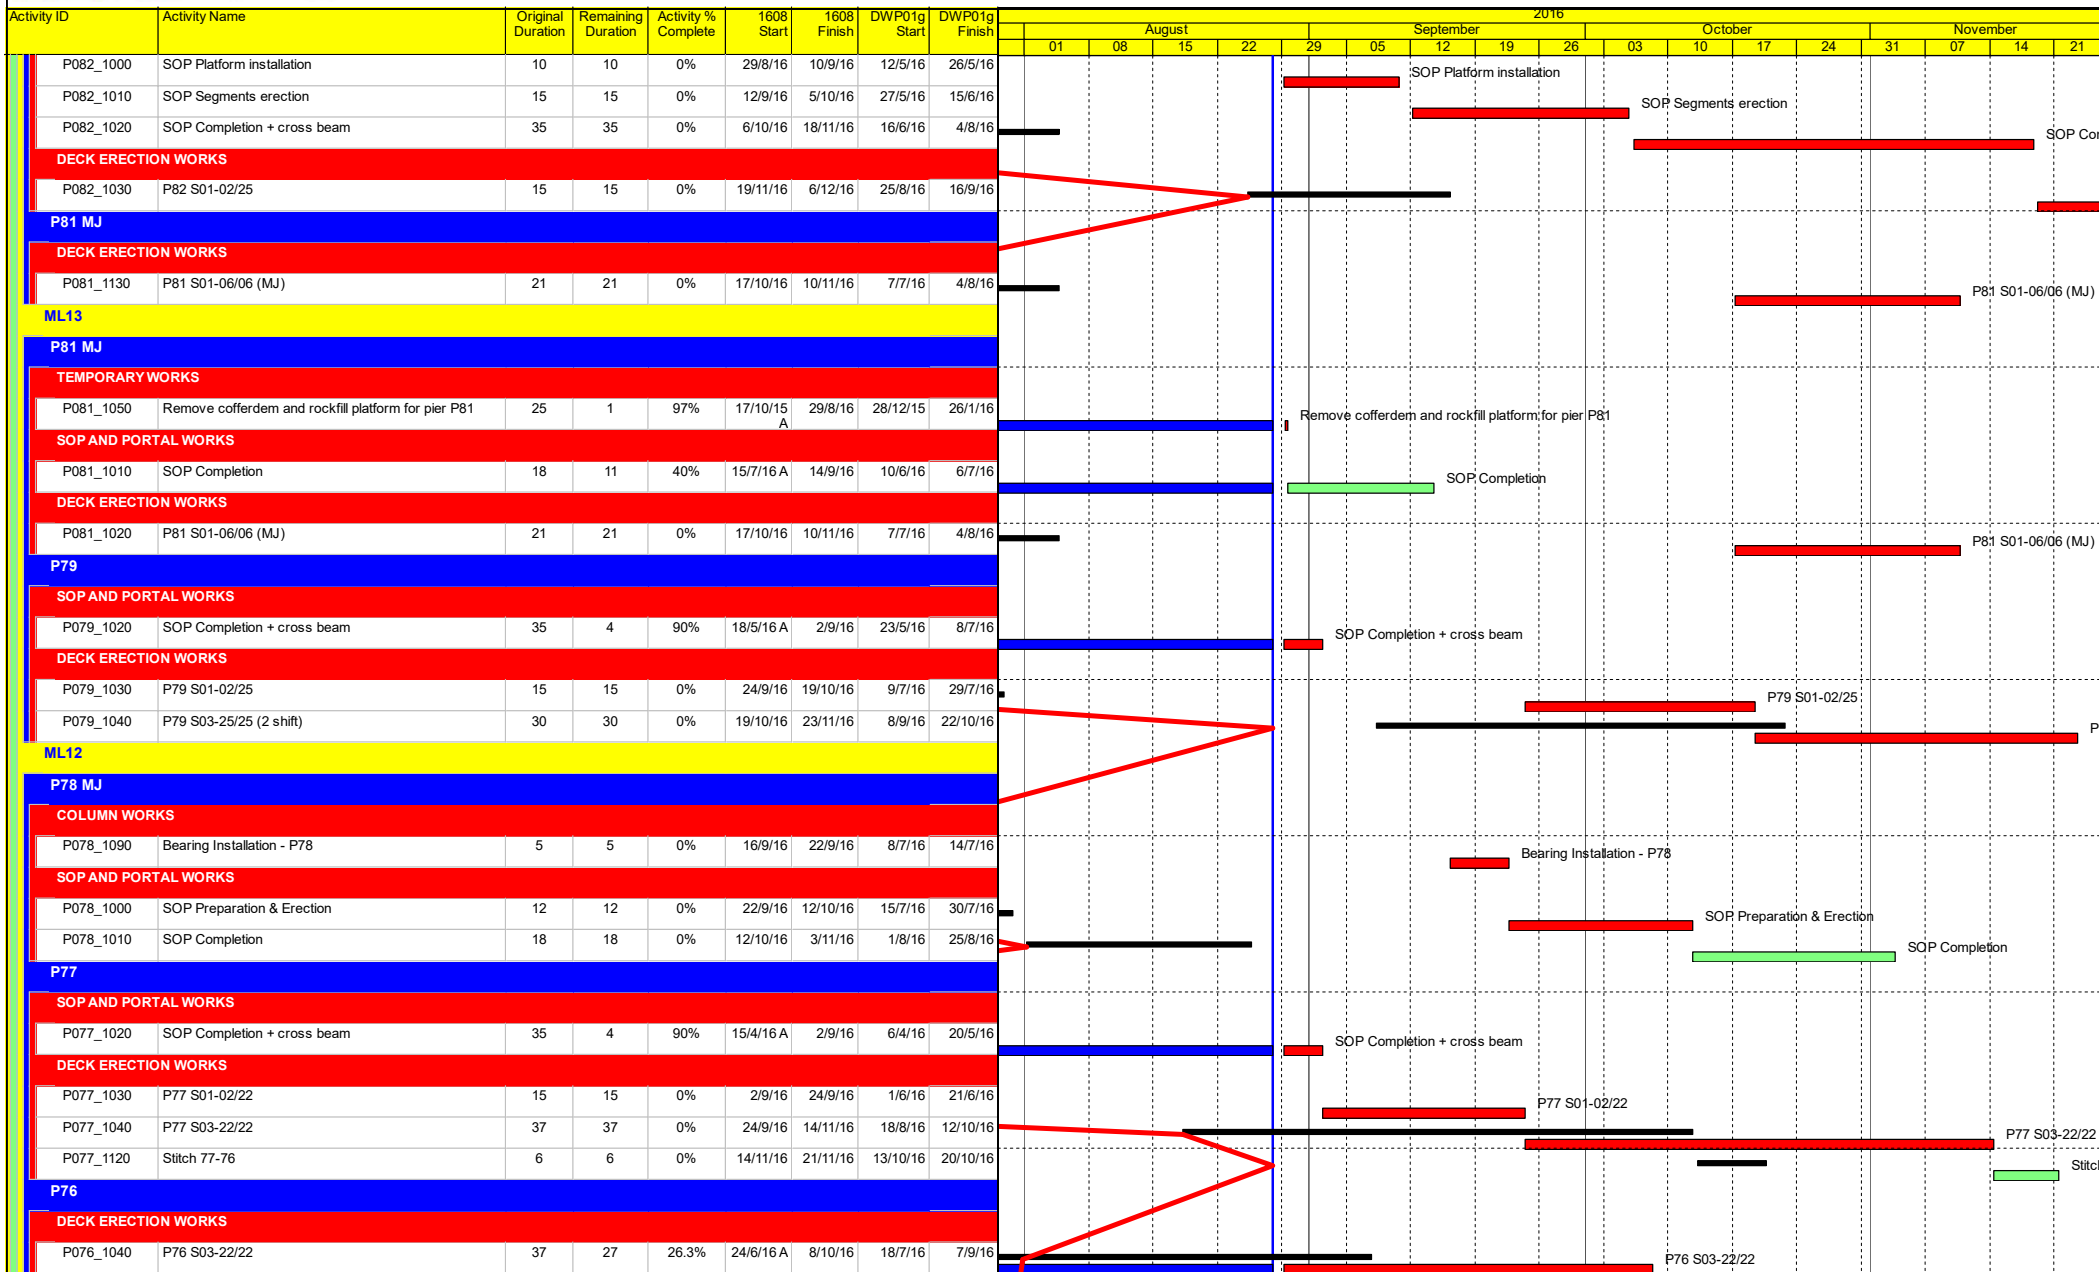 Activity ID Activity Name Original Duration Remaining Duration Activity % Complete 1608 Start 1608 Finish DWP01g Start DWP01g Finish
2016
August September October November
01 08 15 22 29 05 12 19 26 03 10 17 24 31 07 14 21
P082_1000 SOP Platform installation 10 10 0% 29/8/16 10/9/16 12/5/16 26/5/16 SOP Platform installation
P082_1010 SOP Segments erection 15 15 0% 12/9/16 5/10/16 27/5/16 15/6/16 SOP Segments erection
P082_1020 SOP Completion + cross beam 35 35 0% 6/10/16 18/11/16 16/6/16 4/8/16 SOP Cor
DECK ERECTION WORKS
P082_1030 P82 S01-02/25 15 15 0% 19/11/16 6/12/16 25/8/16 16/9/16
P81 MJ
DECK ERECTION WORKS
P081_1130 P81 S01-06/06 (MJ) 21 21 0% 17/10/16 10/11/16 7/7/16 4/8/16 P81 S01-06/06 (MJ)
ML13
P81 MJ
TEMPORARY WORKS
P081_1050 Remove cofferdem and rockfill platform for pier P81 25 1 97% 17/10/15 A 29/8/16 28/12/15 26/1/16 Remove cofferdem and rockfill platform for pier P81
SOP AND PORTAL WORKS
P081_1010 SOP Completion 18 11 40% 15/7/16 A 14/9/16 10/6/16 6/7/16 SOP Completion
DECK ERECTION WORKS
P081_1020 P81 S01-06/06 (MJ) 21 21 0% 17/10/16 10/11/16 7/7/16 4/8/16 P81 S01-06/06 (MJ)
P79
SOP AND PORTAL WORKS
P079_1020 SOP Completion + cross beam 35 4 90% 18/5/16 A 2/9/16 23/5/16 8/7/16 SOP Completion + cross beam
DECK ERECTION WORKS
P079_1030 P79 S01-02/25 15 15 0% 24/9/16 19/10/16 9/7/16 29/7/16 P79 S01-02/25
P079_1040 P79 S03-25/25 (2 shift) 30 30 0% 19/10/16 23/11/16 8/9/16 22/10/16 P
ML12
P78 MJ
COLUMN WORKS
P078_1090 Bearing Installation - P78 5 5 0% 16/9/16 22/9/16 8/7/16 14/7/16 Bearing Installation - P78
SOP AND PORTAL WORKS
P078_1000 SOP Preparation & Erection 12 12 0% 22/9/16 12/10/16 15/7/16 30/7/16 SOP Preparation & Erection
P078_1010 SOP Completion 18 18 0% 12/10/16 3/11/16 1/8/16 25/8/16 SOP Completion
P77
SOP AND PORTAL WORKS
P077_1020 SOP Completion + cross beam 35 4 90% 15/4/16 A 2/9/16 6/4/16 20/5/16 SOP Completion + cross beam
DECK ERECTION WORKS
P077_1030 P77 S01-02/22 15 15 0% 2/9/16 24/9/16 1/6/16 21/6/16 P77 S01-02/22
P077_1040 P77 S03-22/22 37 37 0% 24/9/16 14/11/16 18/8/16 12/10/16 P77 S03-22/22
P077_1120 Stitch 77-76 6 6 0% 14/11/16 21/11/16 13/10/16 20/10/16 Stitc
P76
DECK ERECTION WORKS
P076_1040 P76 S03-22/22 37 27 26.3% 24/6/16 A 8/10/16 18/7/16 7/9/16 P76 S03-22/22